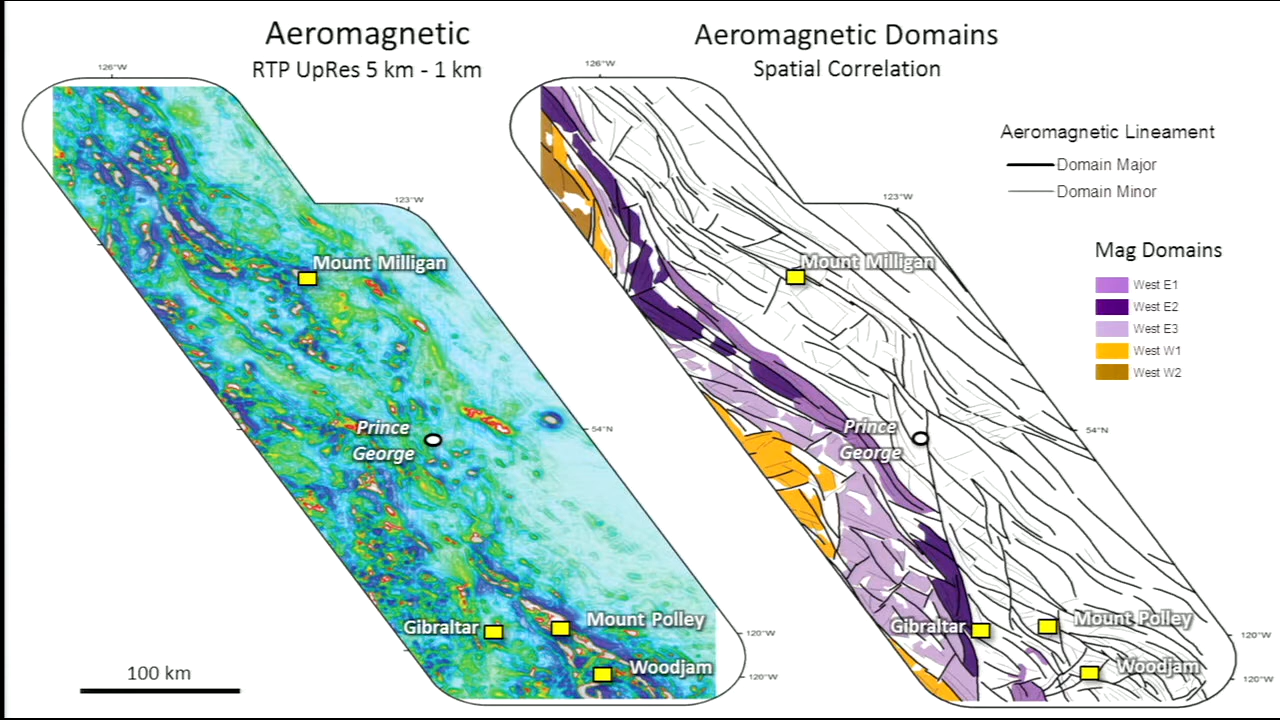 Aeromagnetic
RTP UpRes 5 km - 1 km
126°W
123°W
Mount Milligan
54°N
Prince
George
Gibraltar
Mount Polley
Woodjam
120°W
120°W
100 km
Aeromagnetic Domains
Spatial Correlation
126°W
123°W
Mount Milligan
54°N
Prince
George
Gibraltar
Mount Polley
Woodjam
120°W
120°W
Aeromagnetic Lineament
Domain Major
Domain Minor
Mag Domains
West E1
West E2
West E3
West W1
West W2